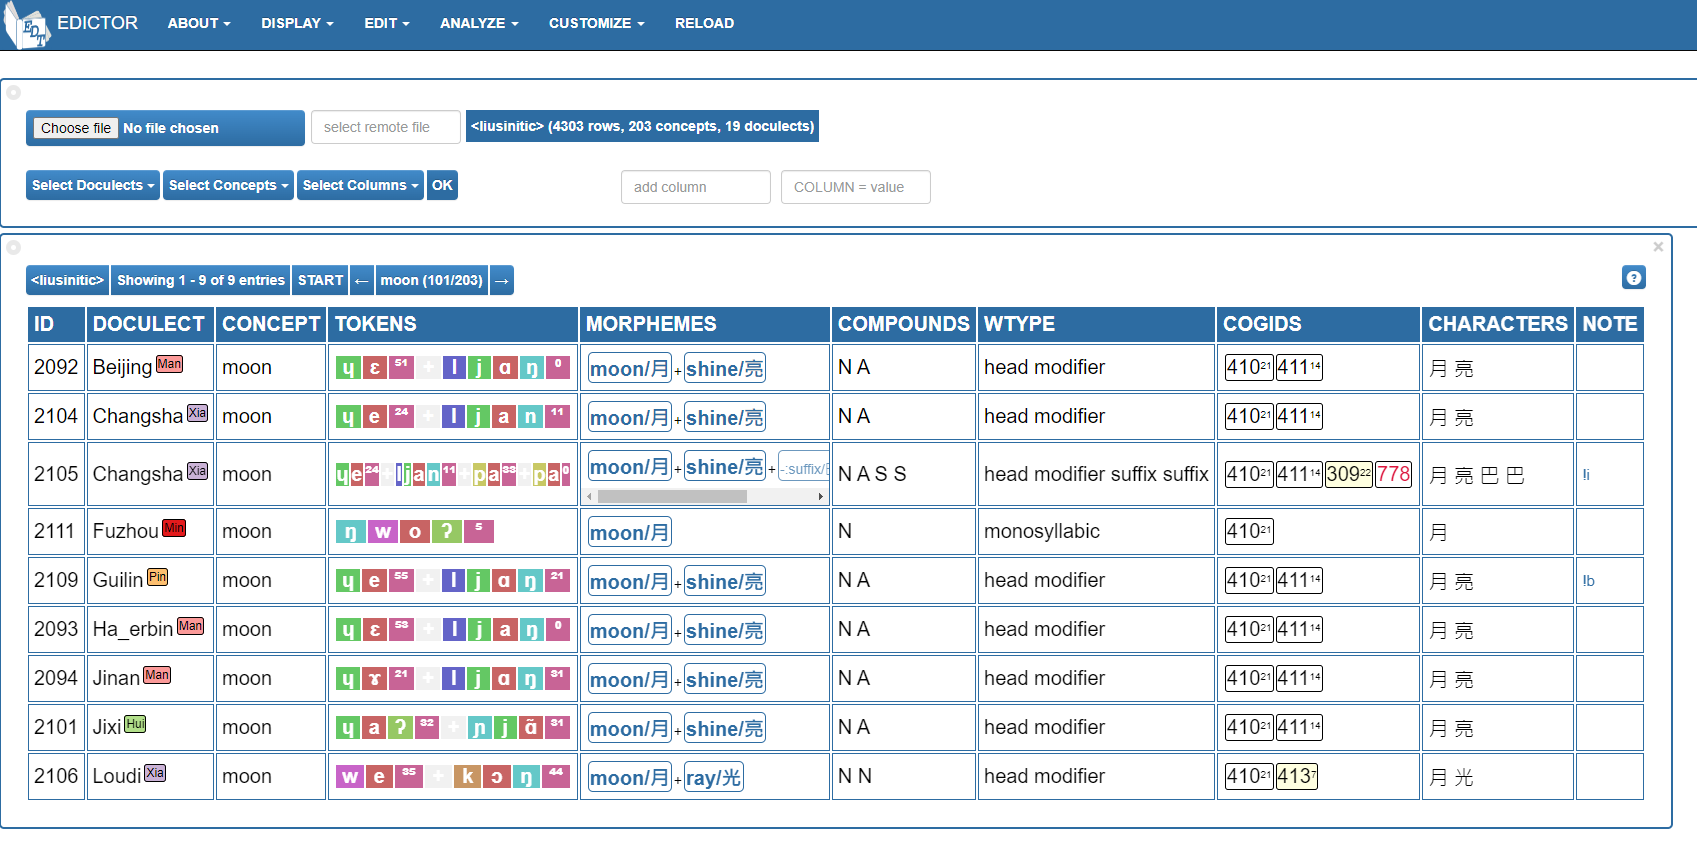 EDT EDICTOR ABOUT DISPLAY EDIT ANALYZE CUSTOMIZE RELOAD
Choose file No file chosen select remote file <liusinitic> (4303 rows, 203 concepts, 19 doculects)
Select Doculects Select Concepts Select Columns OK add column COLUMN = value
<liusinitic> Showing 1 - 9 of 9 entries START ← moon (101/203) → ?
ID DOCULECT CONCEPT TOKENS MORPHEMES COMPOUNDS WTYPE COGIDS CHARACTERS NOTE
2092 Beijing Man moon ɥ ɛ ⁵¹ + l j ɑ ŋ ⁰ moon/月 + shine/亮 N A head modifier 410²¹ 411¹⁴ 月 亮
2104 Changsha Xia moon ɥ e ²⁴ + l j a n ¹¹ moon/月 + shine/亮 N A head modifier 410²¹ 411¹⁴ 月 亮
2105 Changsha Xia moon ɥ e ²⁴ + l j a n ¹¹ + p a ³³ + p a ⁰ moon/月 + shine/亮 + -:suffix/ N A S S head modifier suffix suffix 410²¹ 411¹⁴ 309²² 778 月 亮 巴 巴 !i
2111 Fuzhou Min moon ŋ w o ʔ ⁵ moon/月 N monosyllabic 410²¹ 月
2109 Guilin Pin moon ɥ e ⁵⁵ + l j ɑ ŋ ²¹ moon/月 + shine/亮 N A head modifier 410²¹ 411¹⁴ 月 亮 !b
2093 Ha_erbin Man moon ɥ ɛ ⁵³ + l j a ŋ ⁰ moon/月 + shine/亮 N A head modifier 410²¹ 411¹⁴ 月 亮
2094 Jinan Man moon ɥ ɤ ²¹ + l j ɑ ŋ ³¹ moon/月 + shine/亮 N A head modifier 410²¹ 411¹⁴ 月 亮
2101 Jixi Hui moon ɥ a ʔ ³² + ɲ j ɑ̃ ³¹ moon/月 + shine/亮 N A head modifier 410²¹ 411¹⁴ 月 亮
2106 Loudi Xia moon w e ³⁵ + k ɔ ŋ ⁴⁴ moon/月 + ray/光 N N head modifier 410²¹ 413⁷ 月 光